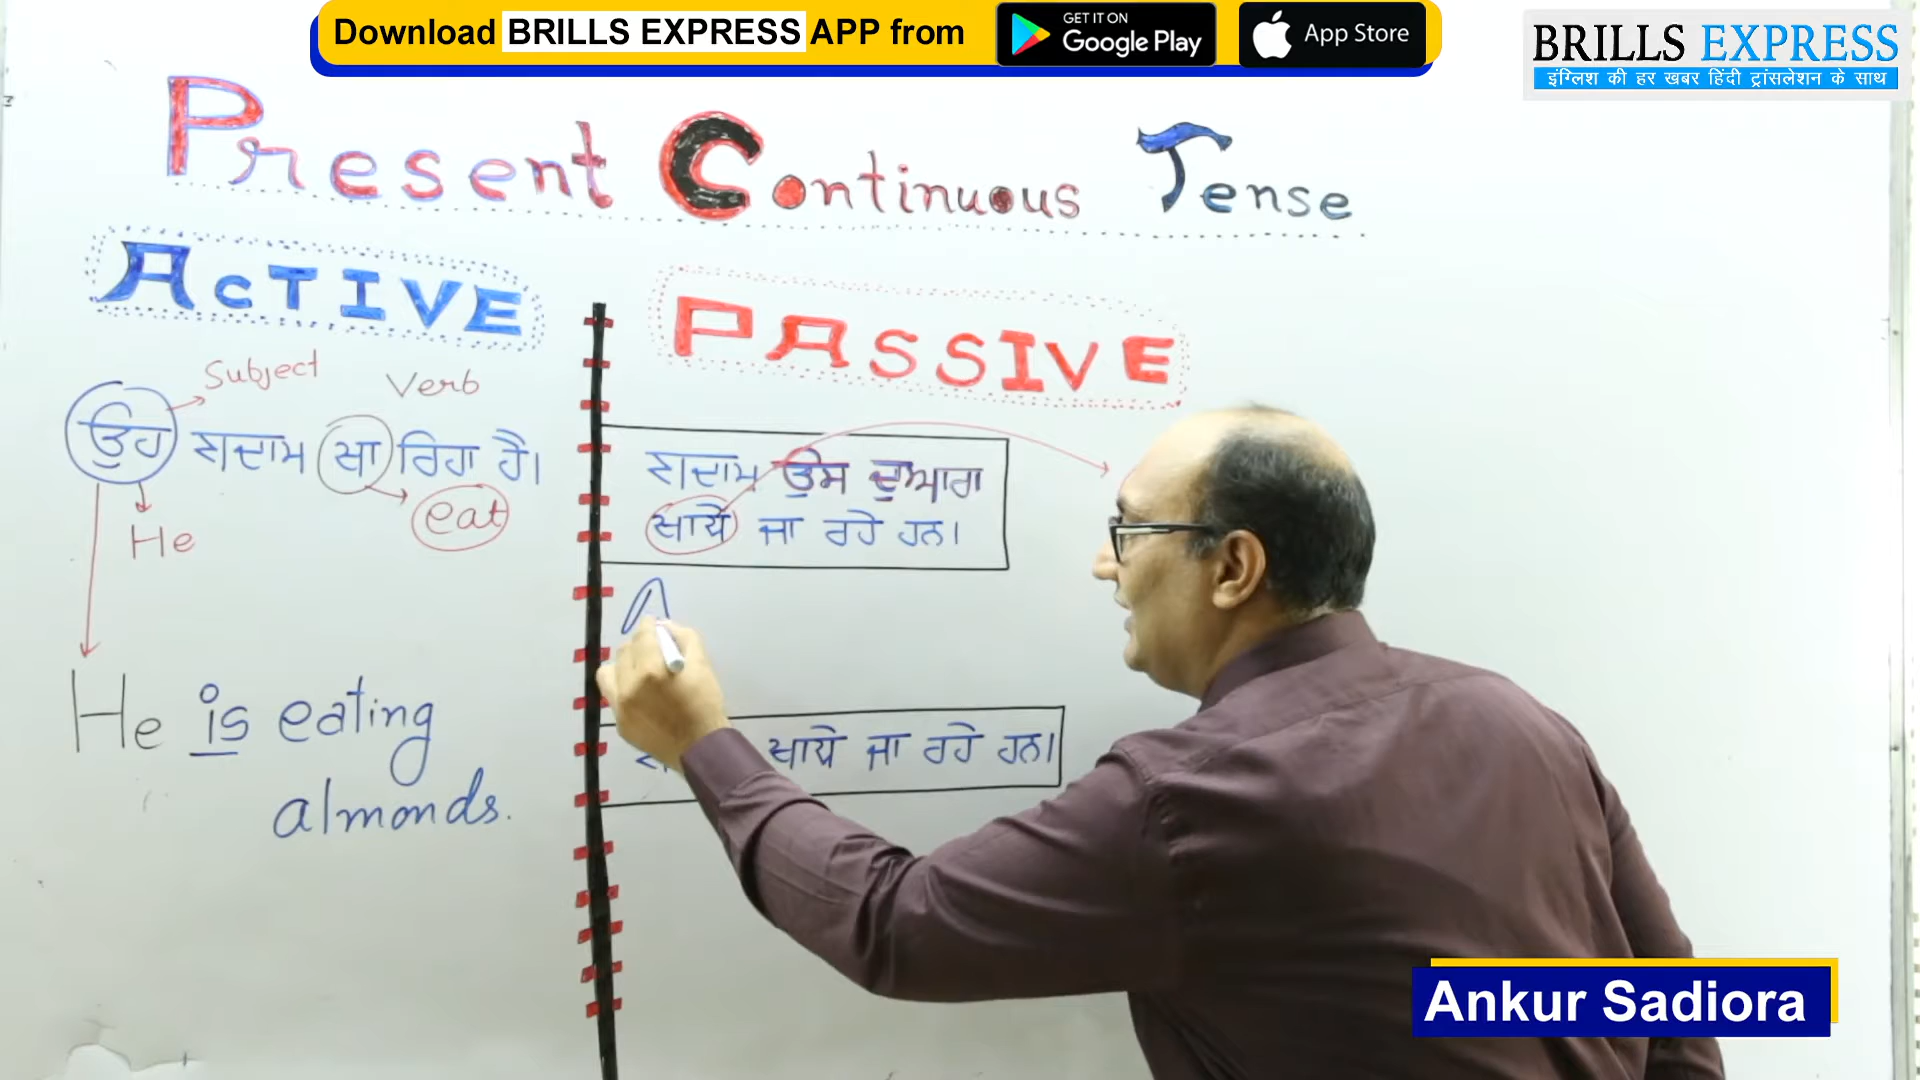 Download BRILLS EXPRESS APP from
GET IT ON
Google Play
App Store
BRILLS EXPRESS
इंग्लिश की हर खबर हिंदी ट्रांसलेशन के साथ
Present Continuous Tense
ACTIVE
PASSIVE
Subject
Verb
ਉਹ ਬਾਦਾਮ ਖਾ ਰਿਹਾ ਹੈ।
He
eat
He is eating
almonds.
ਬਾਦਾਮ ਉਸ ਦੁਆਰਾ
ਖਾਧੇ ਜਾ ਰਹੇ ਹਨ।
A
ਖਾਧੇ ਜਾ ਰਹੇ ਹਨ।
Ankur Sadiora